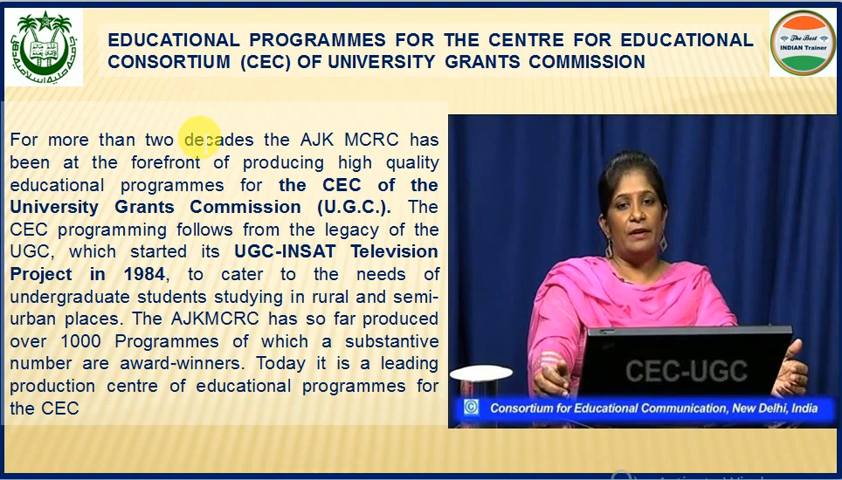 EDUCATIONAL PROGRAMMES FOR THE CENTRE FOR EDUCATIONAL
CONSORTIUM (CEC) OF UNIVERSITY GRANTS COMMISSION
The Best
INDIAN Trainer
For more than two decades the AJK MCRC has
been at the forefront of producing high quality
educational programmes for the CEC of the
University Grants Commission (U.G.C.). The
CEC programming follows from the legacy of the
UGC, which started its UGC-INSAT Television
Project in 1984, to cater to the needs of
undergraduate students studying in rural and semi-
urban places. The AJKMCRC has so far produced
over 1000 Programmes of which a substantive
number are award-winners. Today it is a leading
production centre of educational programmes for
the CEC
CEC-UGC
Consortium for Educational Communication, New Delhi, India